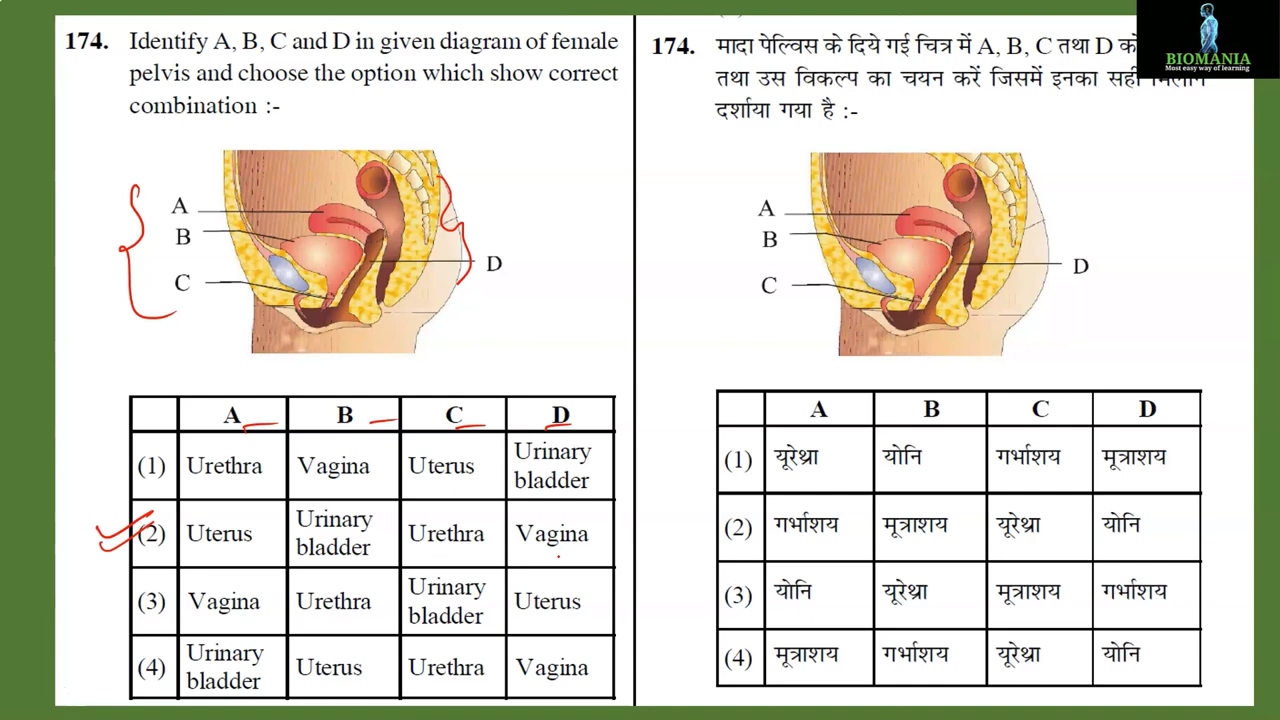 174. Identify A, B, C and D in given diagram of female
pelvis and choose the option which show correct
combination :-
A
B
C
D
A B C D
(1) Urethra Vagina Uterus Urinary bladder
(2) Uterus Urinary bladder Urethra Vagina
(3) Vagina Urethra Urinary bladder Uterus
(4) Urinary bladder Uterus Urethra Vagina
174. मादा पेल्विस के दिये गई चित्र में A, B, C तथा D को
तथा उस विकल्प का चयन करें जिसमें इनका सही
दर्शाया गया है :-
A
B
C
D
A B C D
(1) यूरेथ्रा योनि गर्भाशय मूत्राशय
(2) गर्भाशय मूत्राशय यूरेथ्रा योनि
(3) योनि यूरेथ्रा मूत्राशय गर्भाशय
(4) मूत्राशय गर्भाशय यूरेथ्रा योनि
BIOMANIA
Most easy way of learning